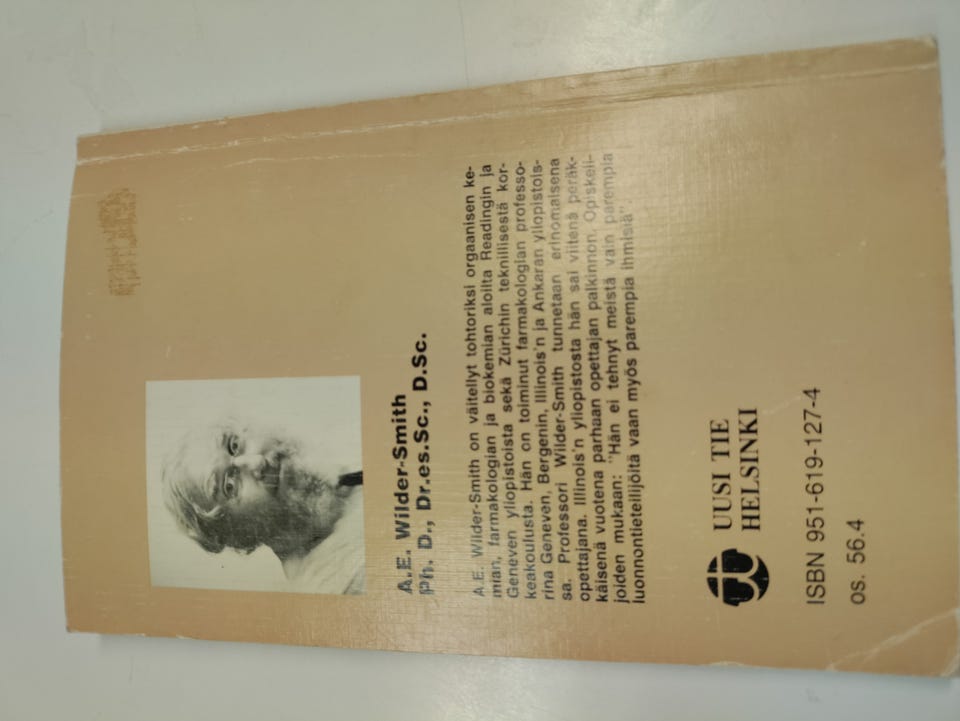 A.E. Wilder-Smith
Ph. D., Dr.es.Sc., D.Sc.
A.E. Wilder-Smith on väitellyt tohtoriksi orgaanisen ke-
mian, farmakologian ja biokemian aloilta Readingin ja
Geneven yliopistoista sekä Zürichin teknillisestä kor-
keakoulusta. Hän on toiminut farmakologian professo-
rina Geneven, Bergenin, Illinois'n ja Ankaran yliopistois-
sa. Professori Wilder-Smith tunnetaan erinomaisena
opettajana. Illinois'n yliopistosta hän sai viitenä peräk-
käisenä vuotena parhaan opettajan palkinnon. Opiskeli-
joiden mukaan: "Hän ei tehnyt meistä vain parempia
luonnontieteilijöitä vaan myös parempia ihmisiä".
UUSI TIE
HELSINKI
ISBN 951-619-127-4
os. 56.4